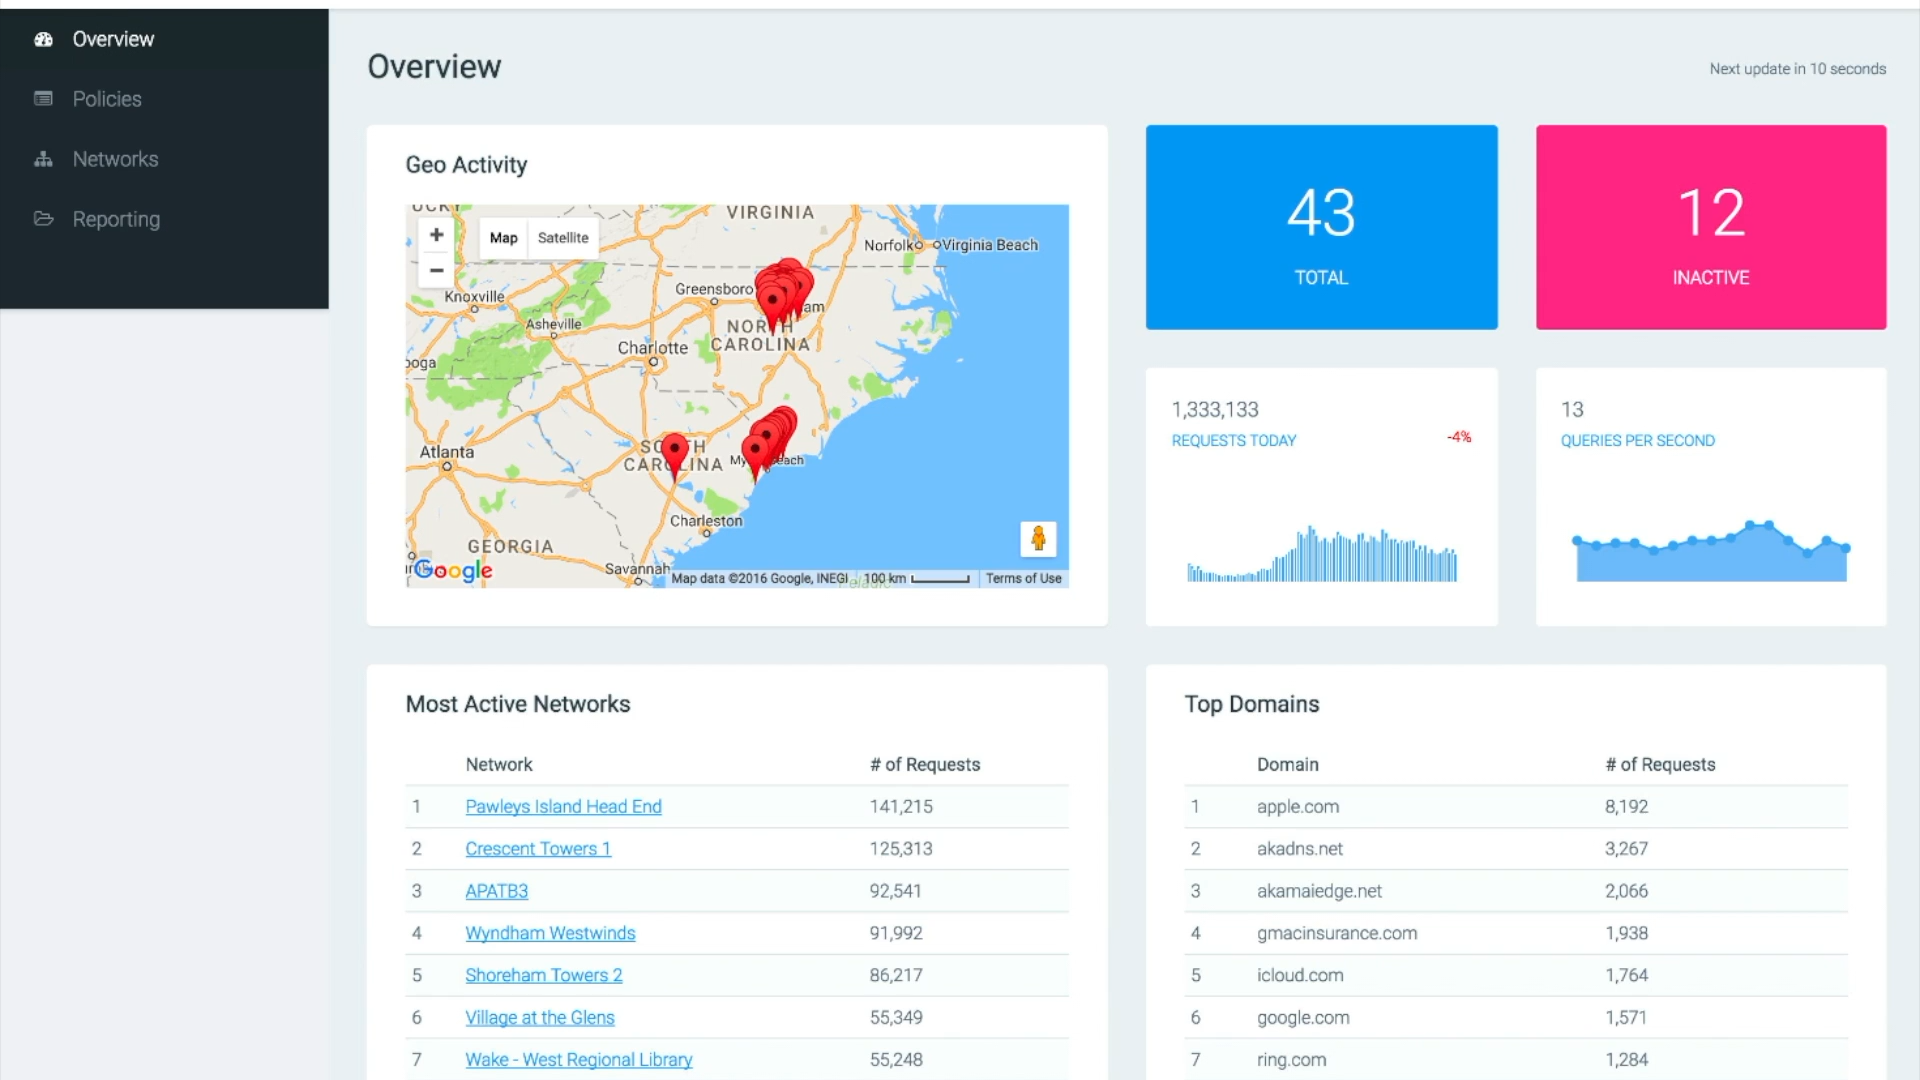 Overview
Policies
Networks
Reporting
Overview
Next update in 10 seconds
Geo Activity
Map
Satellite
VIRGINIA
Norfolk
Virginia Beach
Knoxville
Greensboro
Asheville
NORTH
CAROLINA
Charlotte
Atlanta
SOUTH
CAROLINA
Charleston
GEORGIA
Savannah
Google
Map data ©2016 Google, INEGI
100 km
Terms of Use
43
TOTAL
12
INACTIVE
1,333,133
REQUESTS TODAY
-4%
13
QUERIES PER SECOND
Most Active Networks
Network # of Requests
1 Pawleys Island Head End 141,215
2 Crescent Towers 1 125,313
3 APATB3 92,541
4 Wyndham Westwinds 91,992
5 Shoreham Towers 2 86,217
6 Village at the Glens 55,349
7 Wake - West Regional Library 55,248
Top Domains
Domain # of Requests
1 apple.com 8,192
2 akadns.net 3,267
3 akamaiedge.net 2,066
4 gmacinsurance.com 1,938
5 icloud.com 1,764
6 google.com 1,571
7 ring.com 1,284